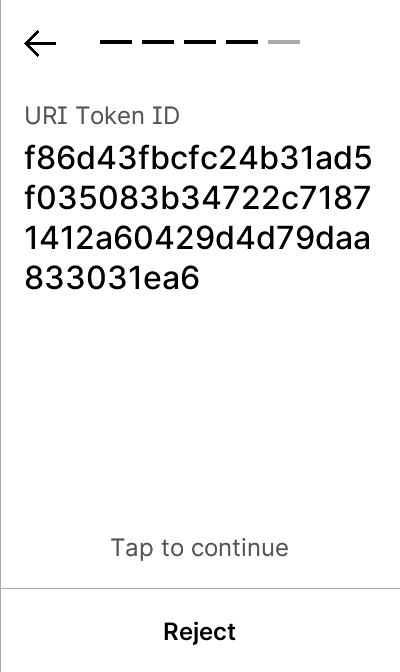 URI Token ID
f86d43fbcfc24b31ad5
f035083b34722c7187
1412a60429d4d79daa
833031ea6
Tap to continue
Reject